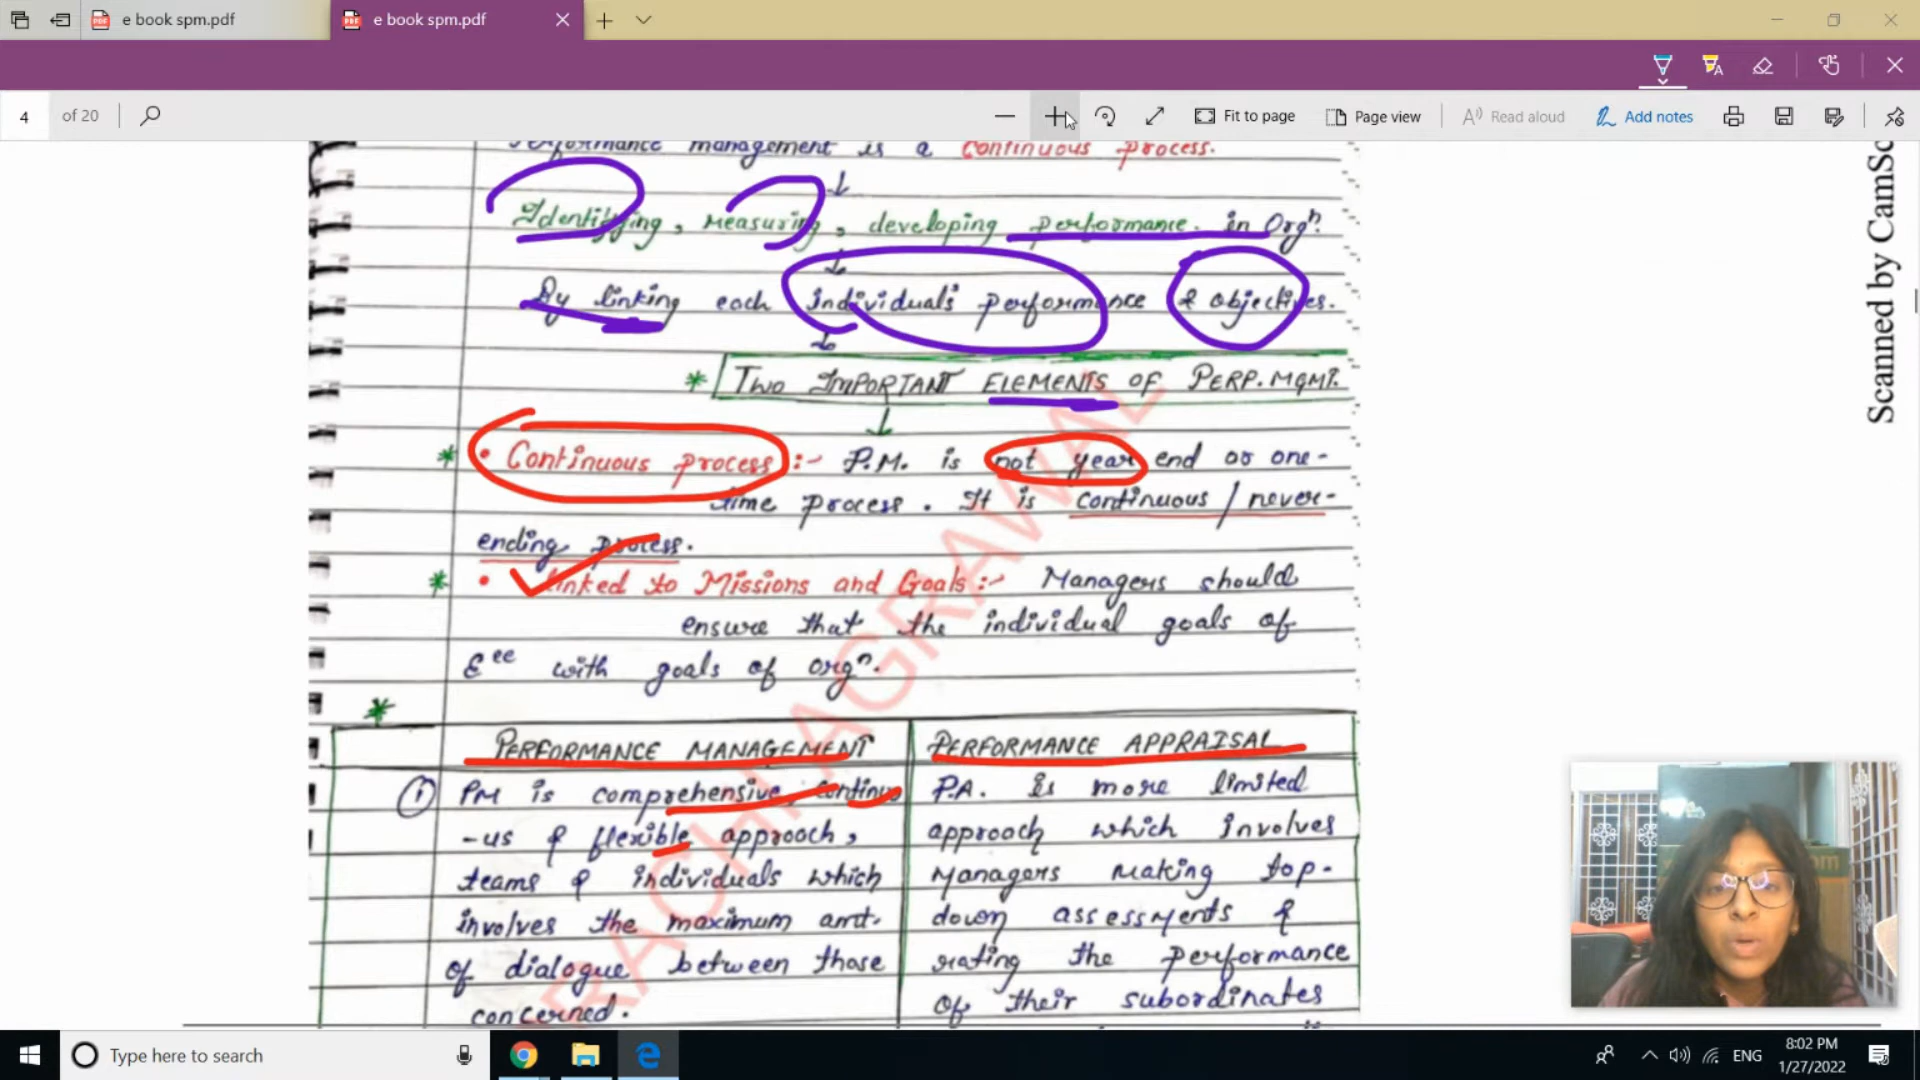 e book spm.pdf
e book spm.pdf
4 of 20
Fit to page
Page view
Read aloud
Add notes
Performance management is a Continuous process.
Identifying, measuring, developing performance in Orgn.
By linking each individual's performance & objectives.
* TWO IMPORTANT ELEMENTS OF PERP.MGMT.
* • Continuous process :- P.M. is not year end or one-
time process. It is continuous / never-
ending process.
* • Linked to Missions and Goals :- Managers should
ensure that the individual goals of
Eee with goals of orgn.
*
PERFORMANCE MANAGEMENT
① PM is comprehensive, continuo
-us & flexible approach,
teams & individuals which
involves the maximum amt.
of dialogue between those
concerned.
PERFORMANCE APPRAISAL
P.A. is more limited
approach which involves
Managers making top-
down assessments &
rating the performance
of their subordinates
PRACHI AGRAWAL
Scanned by CamSc
Type here to search
ENG
8:02 PM
1/27/2022